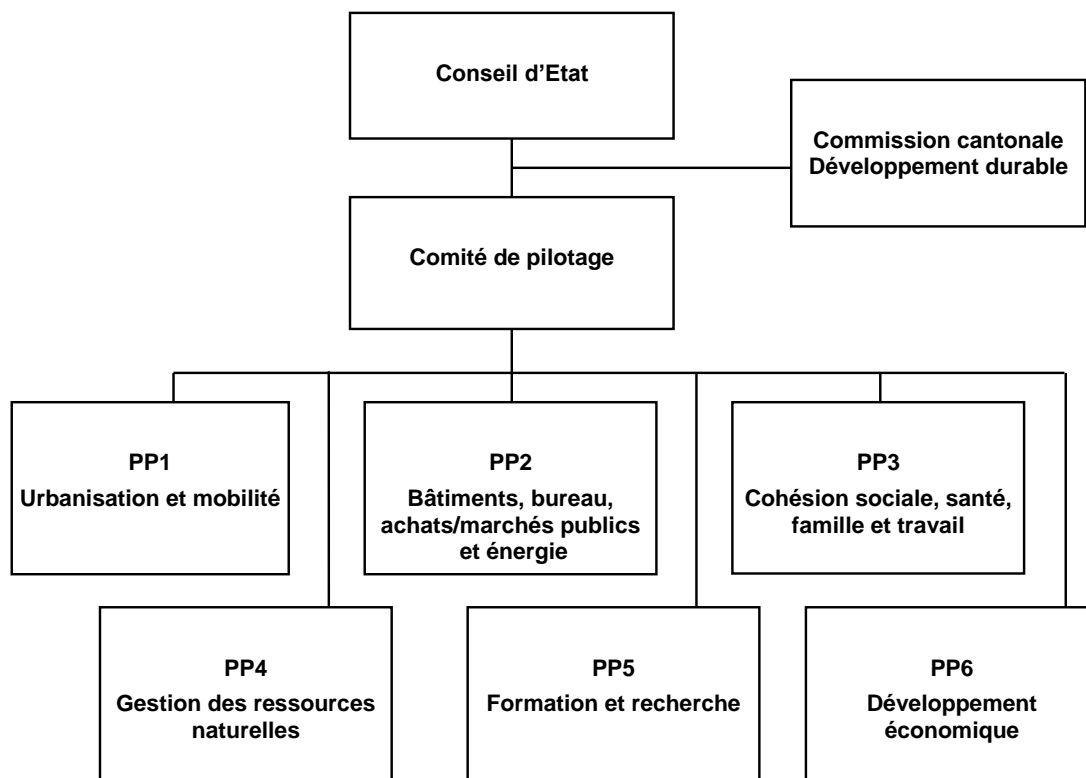 Conseil d'Etat
Commission cantonale
Développement durable
Comité de pilotage
PP1
Urbanisation et mobilité
PP2
Bâtiments, bureau,
achats/marchés publics
et énergie
PP3
Cohésion sociale, santé,
famille et travail
PP4
Gestion des ressources
naturelles
PP5
Formation et recherche
PP6
Développement
économique